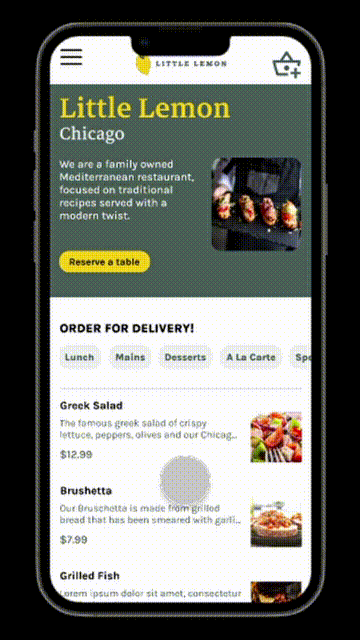 LITTLE LEMON
Little Lemon
Chicago
We are a family owned
Mediterranean restaurant,
focused on traditional
recipes served with a
modern twist.
Reserve a table
ORDER FOR DELIVERY!
Lunch Mains Desserts A La Carte Spe
Greek Salad
The famous greek salad of crispy
lettuce, peppers, olives and our Chicag...
$12.99
Brushetta
Our Bruschetta is made from grilled
bread that has been smeared with garli...
$7.99
Grilled Fish
Lorem ipsum dolor sit amet, consectetur